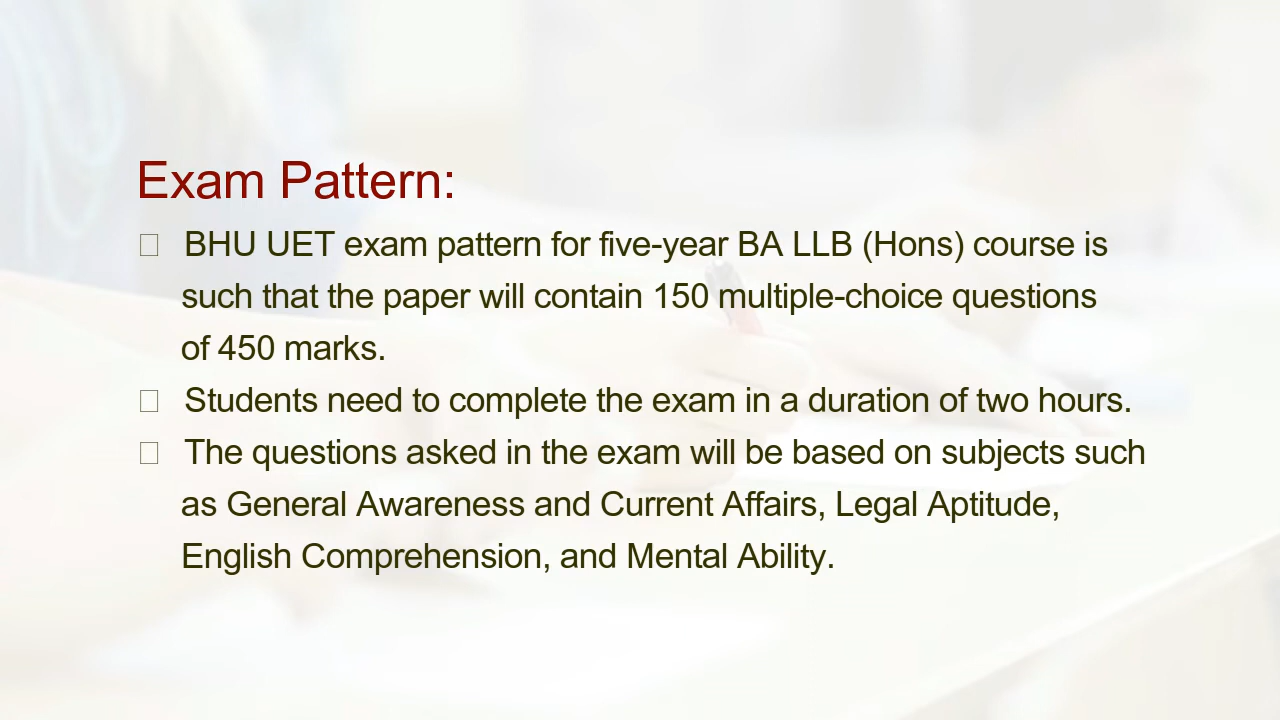 Exam Pattern:
□ BHU UET exam pattern for five-year BA LLB (Hons) course is
such that the paper will contain 150 multiple-choice questions
of 450 marks.
□ Students need to complete the exam in a duration of two hours.
□ The questions asked in the exam will be based on subjects such
as General Awareness and Current Affairs, Legal Aptitude,
English Comprehension, and Mental Ability.